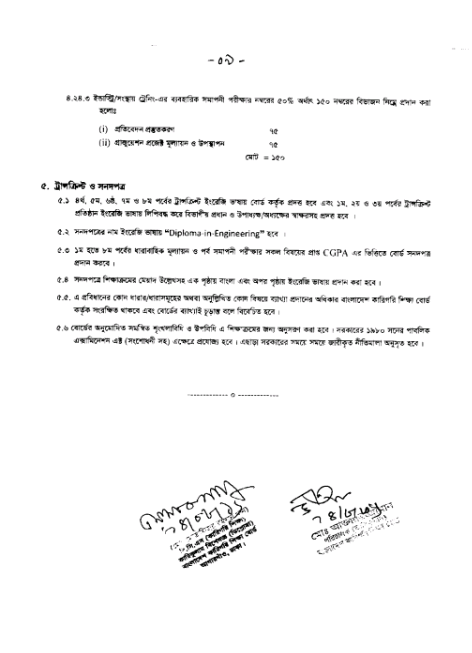 - ০৯ -
৪.২৪.৩ ইন্ডাস্ট্রি/সংস্থায় ট্রেনিং-এর ব্যবহারিক সমাপনী পরীক্ষার নম্বরের ৫০% অর্থাৎ ১৫০ নম্বরের বিভাজন নিম্নে প্রদান করা
হলোঃ
(i) প্রতিবেদন প্রস্তুতকরণ ৭৫
(ii) গ্রাজুয়েশন প্রজেক্ট মূল্যায়ন ও উপস্থাপন ৭৫
মোট = ১৫০
৫. ট্রান্সক্রিপ্ট ও সনদপত্র
৫.১ ৪র্থ, ৫ম, ৬ষ্ঠ, ৭ম ও ৮ম পর্বের ট্রান্সক্রিপ্ট ইংরেজি ভাষায় বোর্ড কর্তৃক প্রদত্ত হবে এবং ১ম, ২য় ও ৩য় পর্বের ট্রান্সক্রিপ্ট
প্রতিষ্ঠান ইংরেজি ভাষায় লিপিবদ্ধ করে বিভাগীয় প্রধান ও উপাধ্যক্ষ/অধ্যক্ষের স্বাক্ষরসহ প্রদত্ত হবে ।
৫.২ সনদপত্রের নাম ইংরেজি ভাষায় “Diploma-in-Engineering” হবে ।
৫.৩ ১ম হতে ৮ম পর্বের ধারাবাহিক মূল্যায়ন ও পর্ব সমাপনী পরীক্ষার সকল বিষয়ের প্রাপ্ত CGPA এর ভিত্তিতে বোর্ড সনদপত্র
প্রদান করবে ।
৫.৪ সনদপত্রে শিক্ষাক্রমের মেয়াদ উল্লেখসহ এক পৃষ্ঠায় বাংলা এবং অপর পৃষ্ঠায় ইংরেজি ভাষায় প্রদান করা হবে ।
৫.৫. এ প্রবিধানের কোন ধারার/ধারাসমূহের অথবা অনুল্লিখিত কোন বিষয়ে ব্যাখ্যা প্রদানের অধিকার বাংলাদেশ কারিগরি শিক্ষা বোর্ড
কর্তৃক সংরক্ষিত থাকবে এবং বোর্ডের ব্যাখ্যাই চূড়ান্ত বলে বিবেচিত হবে ।
৫.৬ বোর্ডের অনুমোদিত সমন্বিত শৃংখলাবিধি ও উপবিধি এ শিক্ষাক্রমের জন্য অনুসরণ করা হবে । সরকারের ১৯৮০ সনের পাবলিক
এক্সামিনেশন এক্ট (সংশোধনী সহ) এক্ষেত্রে প্রযোজ্য হবে । এছাড়া সরকারের সময়ে সময়ে জারীকৃত নীতিমালা অনুসৃত হবে ।
------------- ০ -------------
বাংলাদেশ কারিগরি শিক্ষা বোর্ড
আগারগাঁও, ঢাকা ।